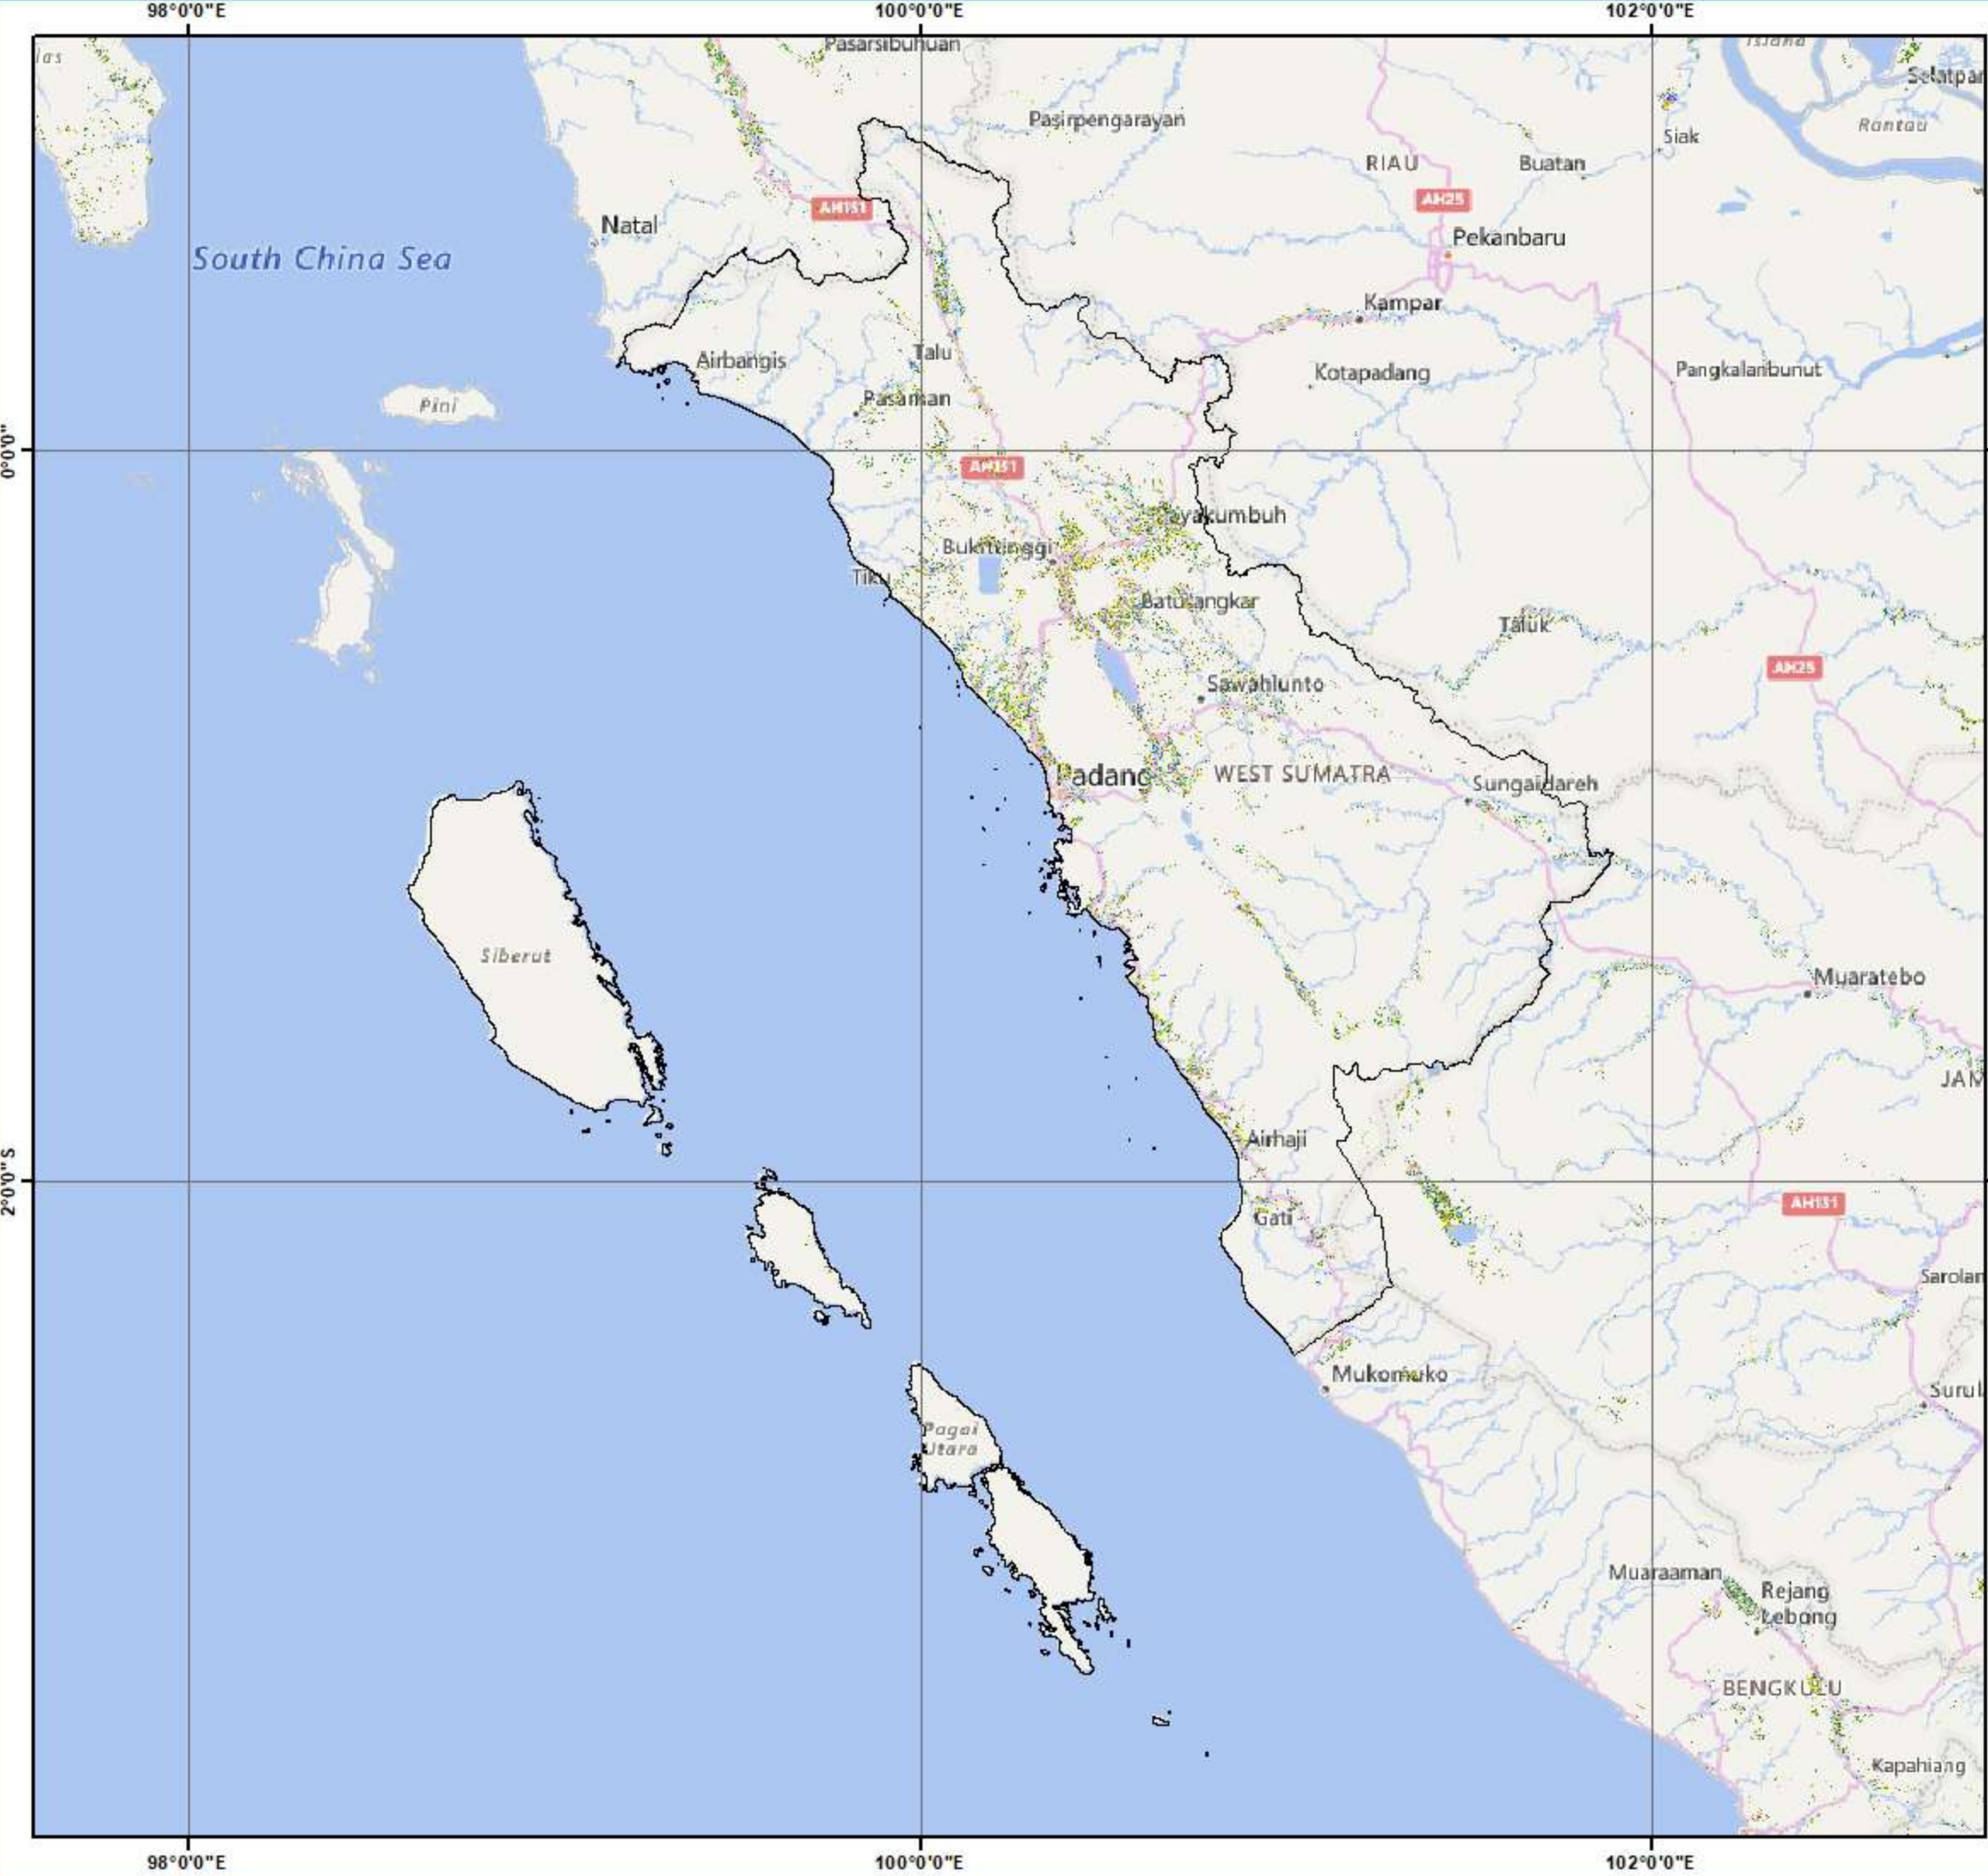 98°0'0"E
100°0'0"E
102°0'0"E
Pasarsibuhuan
Island
las
Selatpan
Pasirpengarayan
Rantau
Siak
RIAU
Buatan
AH25
AH151
Natal
Pekanbaru
South China Sea
Kampar
Talu
Airbangis
Pangkalanbunut
Kotapadang
Pasaman
Pini
0°0'0"
AH151
ayakumbuh
Bukittinggi
Tiku
Batusangkar
Taluk
AH25
Sawahlunto
Padang
WEST SUMATRA
Sungaidareh
Siberut
Muaratebo
JAM
Airhaji
2°0'0"S
AH151
Gati
Sarolan
Mukomuko
Surul
Pagai
Utara
Muaraaman
Rejang
Lebong
BENGKULU
Kapahiang
98°0'0"E
100°0'0"E
102°0'0"E